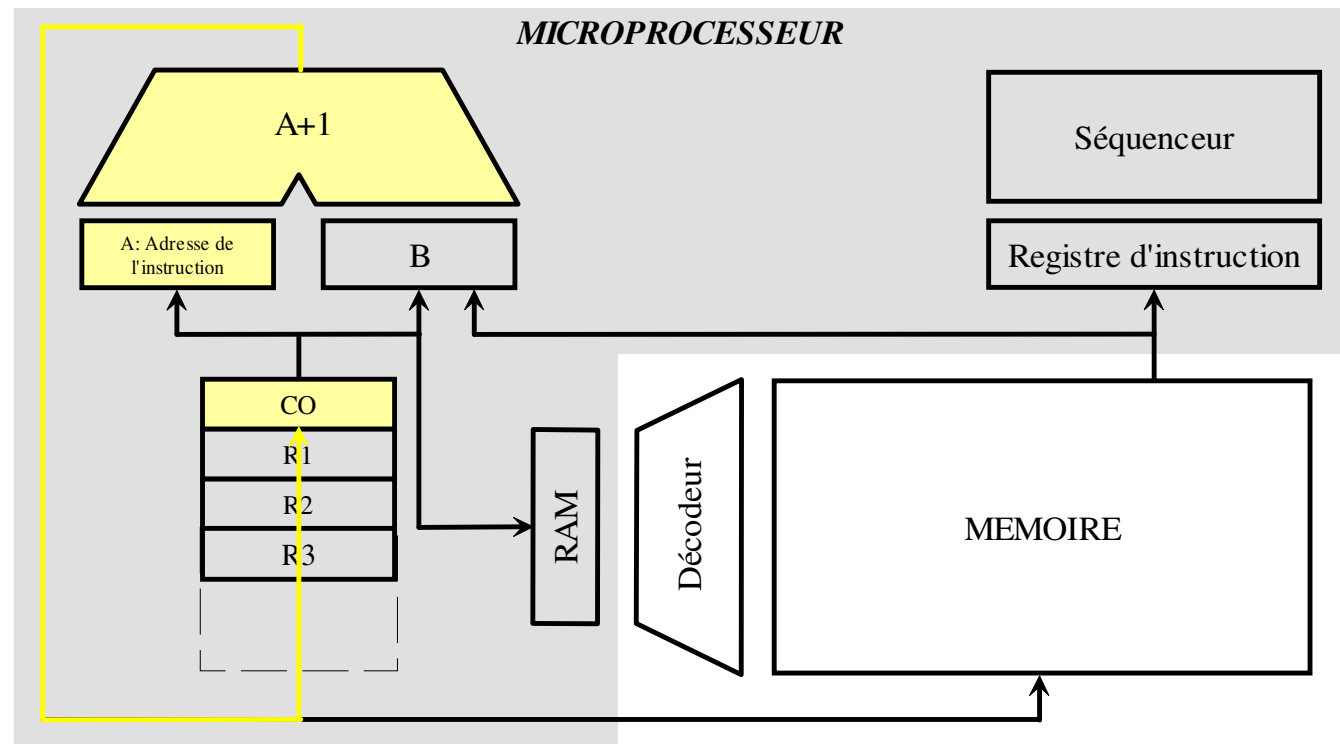 MICROPROCESSEUR
A+1
Séquenceur
A: Adresse de
l'instruction
B
Registre d'instruction
CO
R1
R2
R3
RAM
Décodeur
MEMOIRE